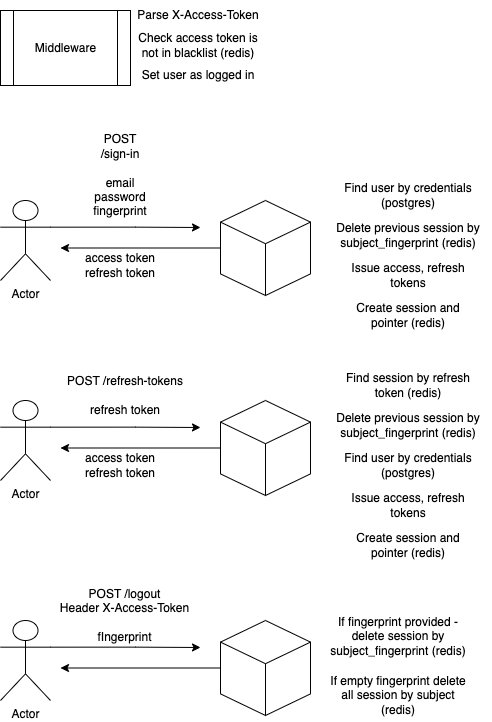 Middleware
Parse X-Access-Token
Check access token is
not in blacklist (redis)
Set user as logged in
POST
/sign-in
email
password
fingerprint
access token
refresh token
Actor
Find user by credentials
(postgres)
Delete previous session by
subject_fingerprint (redis)
Issue access, refresh
tokens
Create session and
pointer (redis)
POST /refresh-tokens
refresh token
access token
refresh token
Actor
Find session by refresh
token (redis)
Delete previous session by
subject_fingerprint (redis)
Find user by credentials
(postgres)
Issue access, refresh
tokens
Create session and
pointer (redis)
POST /logout
Header X-Access-Token
fIngerprint
Actor
If fingerprint provided -
delete session by
subject_fingerprint (redis)
If empty fingerprint delete
all session by subject
(redis)